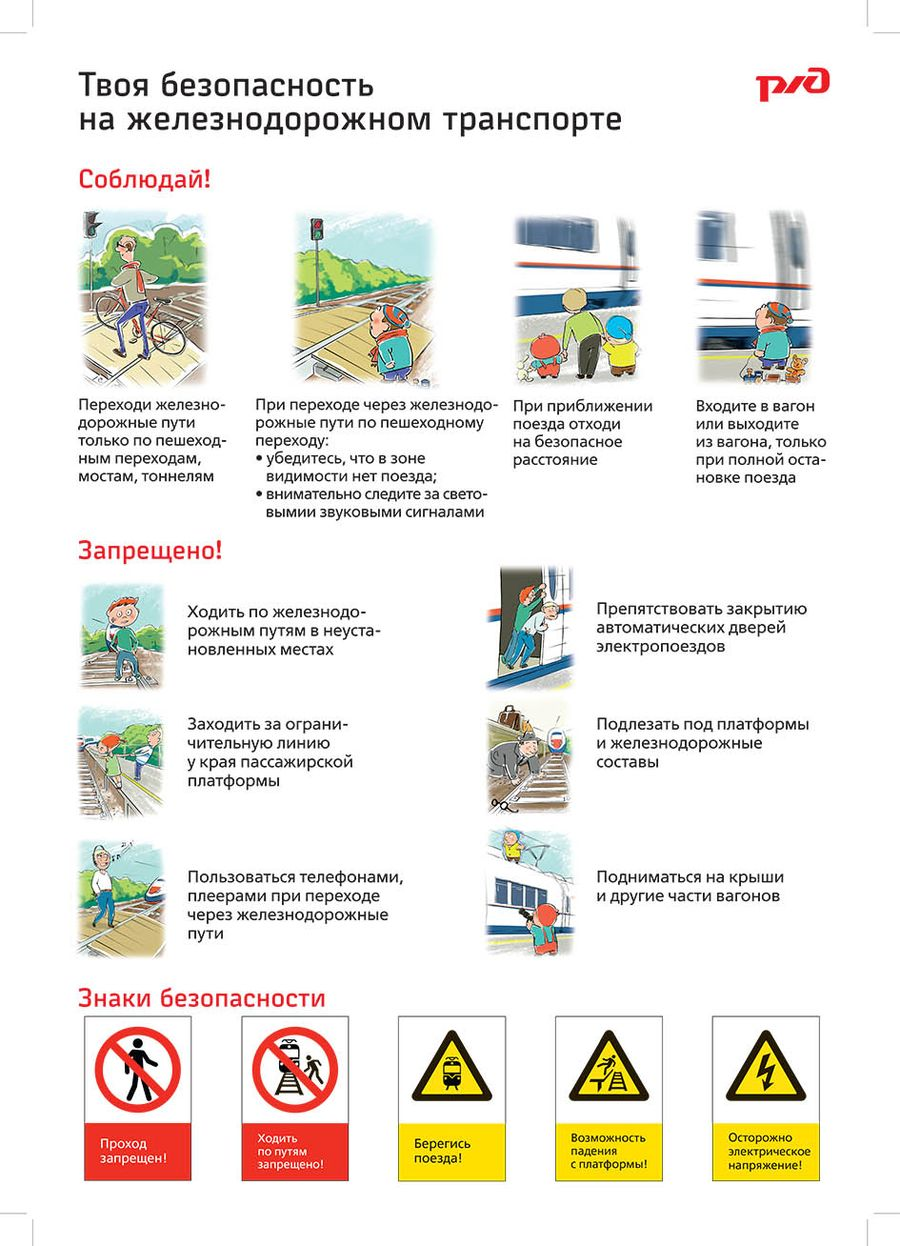 Твоя безопасность
на железнодорожном транспорте
ржд
Соблюдай!
Переходи железно-
дорожные пути
только по пешеход-
ным переходам,
мостам, тоннелям
При переходе через железнодо-
рожные пути по пешеходному
переходу:
• убедитесь, что в зоне
видимости нет поезда;
• внимательно следите за свето-
вымии звуковыми сигналами
При приближении
поезда отходи
на безопасное
расстояние
Входите в вагон
или выходите
из вагона, только
при полной оста-
новке поезда
Запрещено!
Ходить по железнодо-
рожным путям в неуста-
новленных местах
Препятствовать закрытию
автоматических дверей
электропоездов
Заходить за ограни-
чительную линию
у края пассажирской
платформы
Подлезать под платформы
и железнодорожные
составы
Пользоваться телефонами,
плеерами при переходе
через железнодорожные
пути
Подниматься на крыши
и другие части вагонов
Знаки безопасности
Проход
запрещен!
Ходить
по путям
запрещено!
Берегись
поезда!
Возможность
падения
с платформы!
Осторожно
электрическое
напряжение!